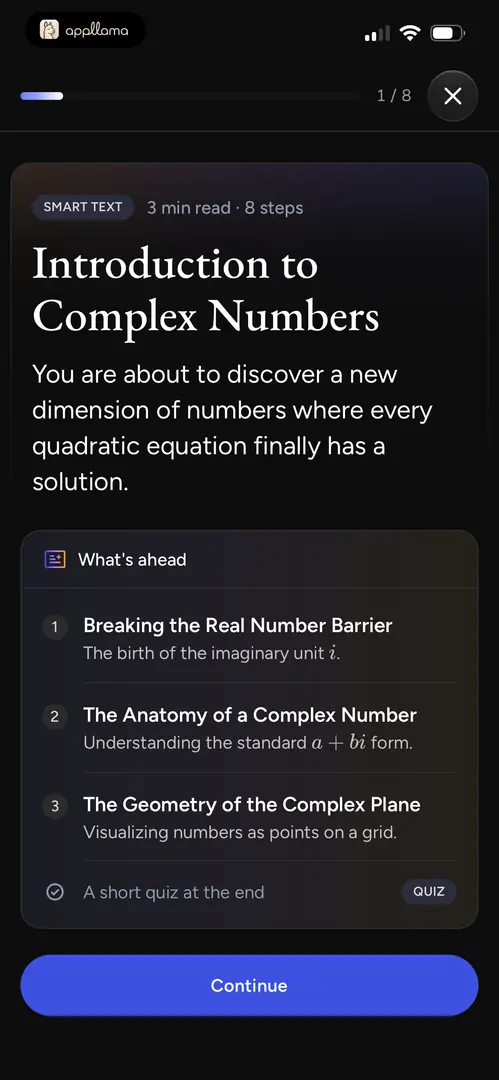 appllama
1 / 8
SMART TEXT 3 min read · 8 steps
Introduction to
Complex Numbers
You are about to discover a new
dimension of numbers where every
quadratic equation finally has a
solution.
What's ahead
1 Breaking the Real Number Barrier
The birth of the imaginary unit i.
2 The Anatomy of a Complex Number
Understanding the standard a + bi form.
3 The Geometry of the Complex Plane
Visualizing numbers as points on a grid.
A short quiz at the end QUIZ
Continue